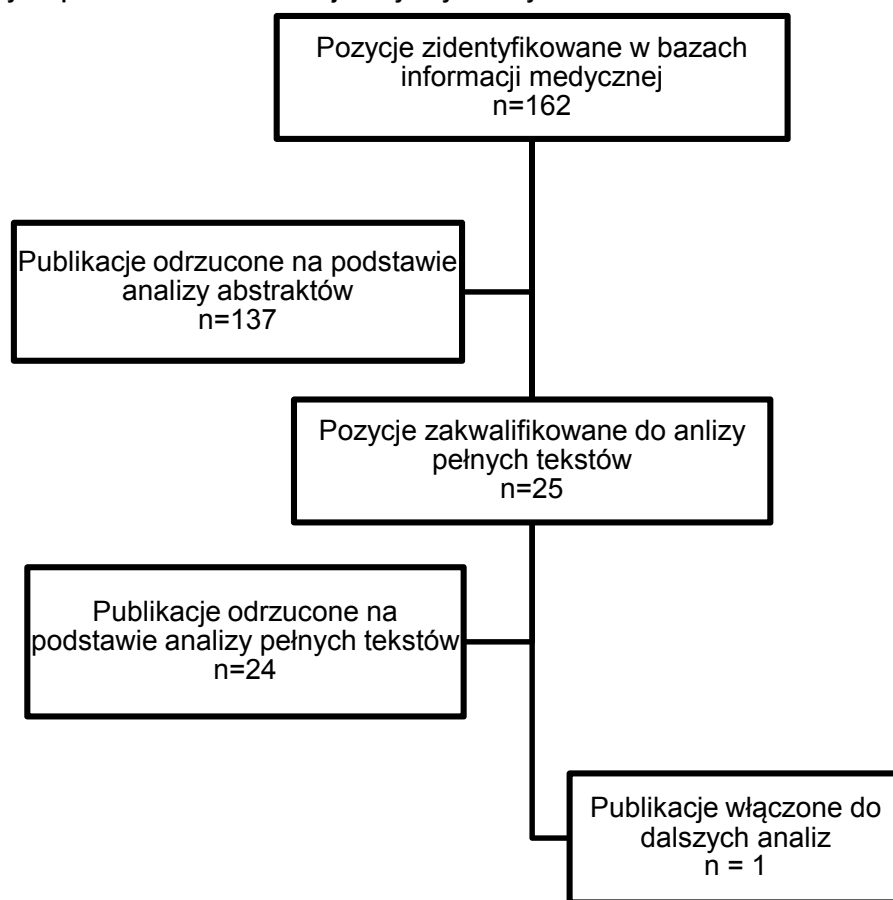 Pozycje zidentyfikowane w bazach
informacji medycznej
n=162
Publikacje odrzucone na podstawie
analizy abstraktów
n=137
Pozycje zakwalifikowane do anlizy
pełnych tekstów
n=25
Publikacje odrzucone na
podstawie analizy pełnych tekstów
n=24
Publikacje włączone do
dalszych analiz
n = 1